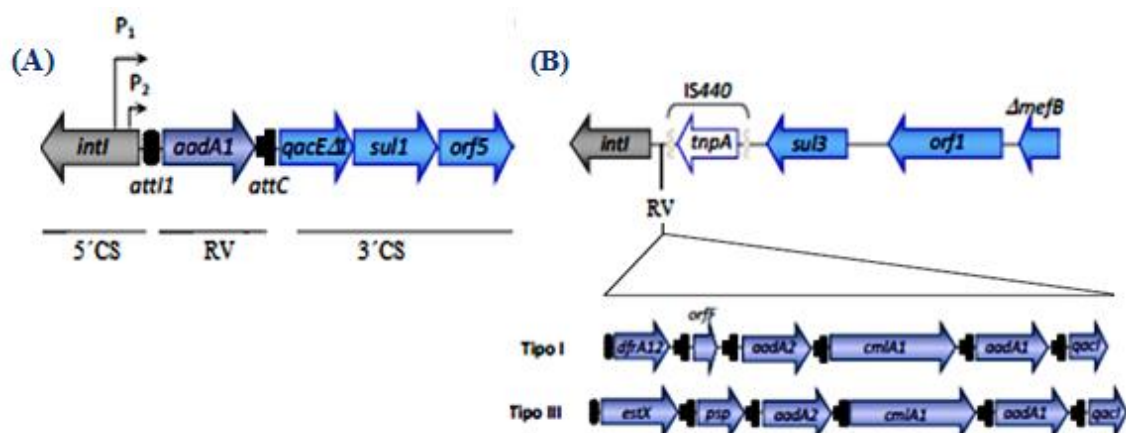 (A)
P1
P2
intI
aadA1
qacEΔ1
sul1
orf5
attI1
attC
5´CS
RV
3´CS
(B)
IS440
ΔmefB
intI
tnpA
sul3
orf1
RV
orfF
Tipo I
dfrA12
aadA2
cmlA1
aadA1
qacI
Tipo III
estX
psp
aadA2
cmlA1
aadA1
qacI